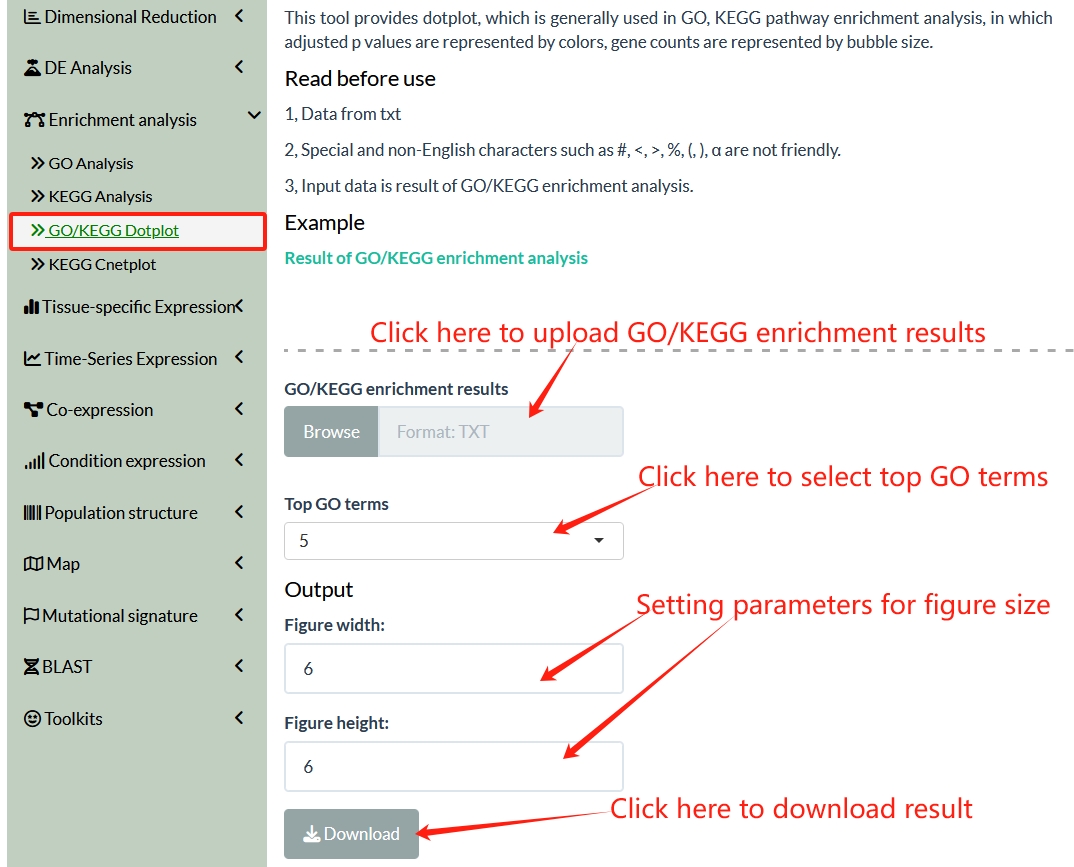 Dimensional Reduction
DE Analysis
Enrichment analysis
GO Analysis
KEGG Analysis
GO/KEGG Dotplot
KEGG Cnetplot
Tissue-specific Expression
Time-Series Expression
Co-expression
Condition expression
Population structure
Map
Mutational signature
BLAST
Toolkits
This tool provides dotplot, which is generally used in GO, KEGG pathway enrichment analysis, in which
adjusted p values are represented by colors, gene counts are represented by bubble size.
Read before use
1, Data from txt
2, Special and non-English characters such as #, <, >, %, (, ), α are not friendly.
3, Input data is result of GO/KEGG enrichment analysis.
Example
Result of GO/KEGG enrichment analysis
Click here to upload GO/KEGG enrichment results
GO/KEGG enrichment results
Browse Format: TXT
Click here to select top GO terms
Top GO terms
5
Output
Setting parameters for figure size
Figure width:
6
Figure height:
6
Click here to download result
Download